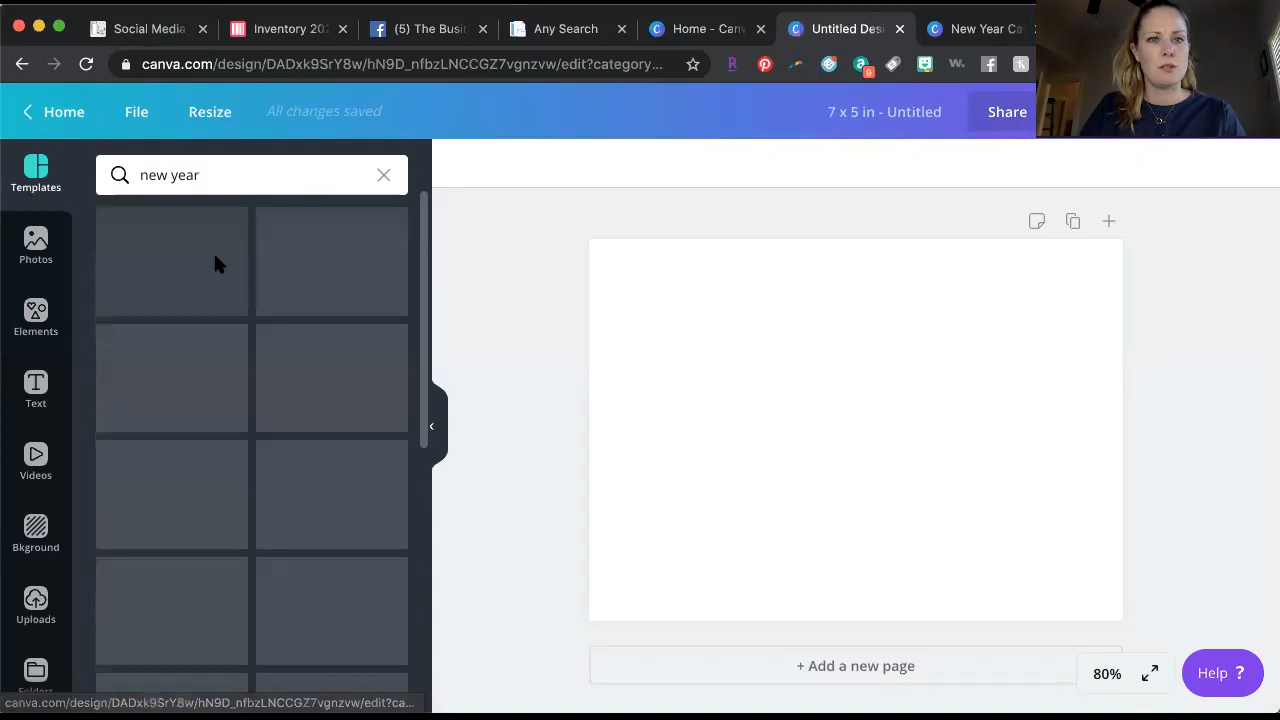 Social Media
Inventory 202
(5) The Busi
Any Search
Home - Canv
Untitled Desi
New Year Ca
canva.com/design/DADxk9SrY8w/hN9D_nfbzLNCCGZ7vgnzvw/edit?category...
Home
File
Resize
All changes saved
7 x 5 in - Untitled
Share
Templates
new year
Photos
Elements
Text
Videos
Bkground
Uploads
Folders
+ Add a new page
80%
Help ?
canva.com/design/DADxk9SrY8w/hN9D_nfbzLNCCGZ7vgnzvw/edit?ca...